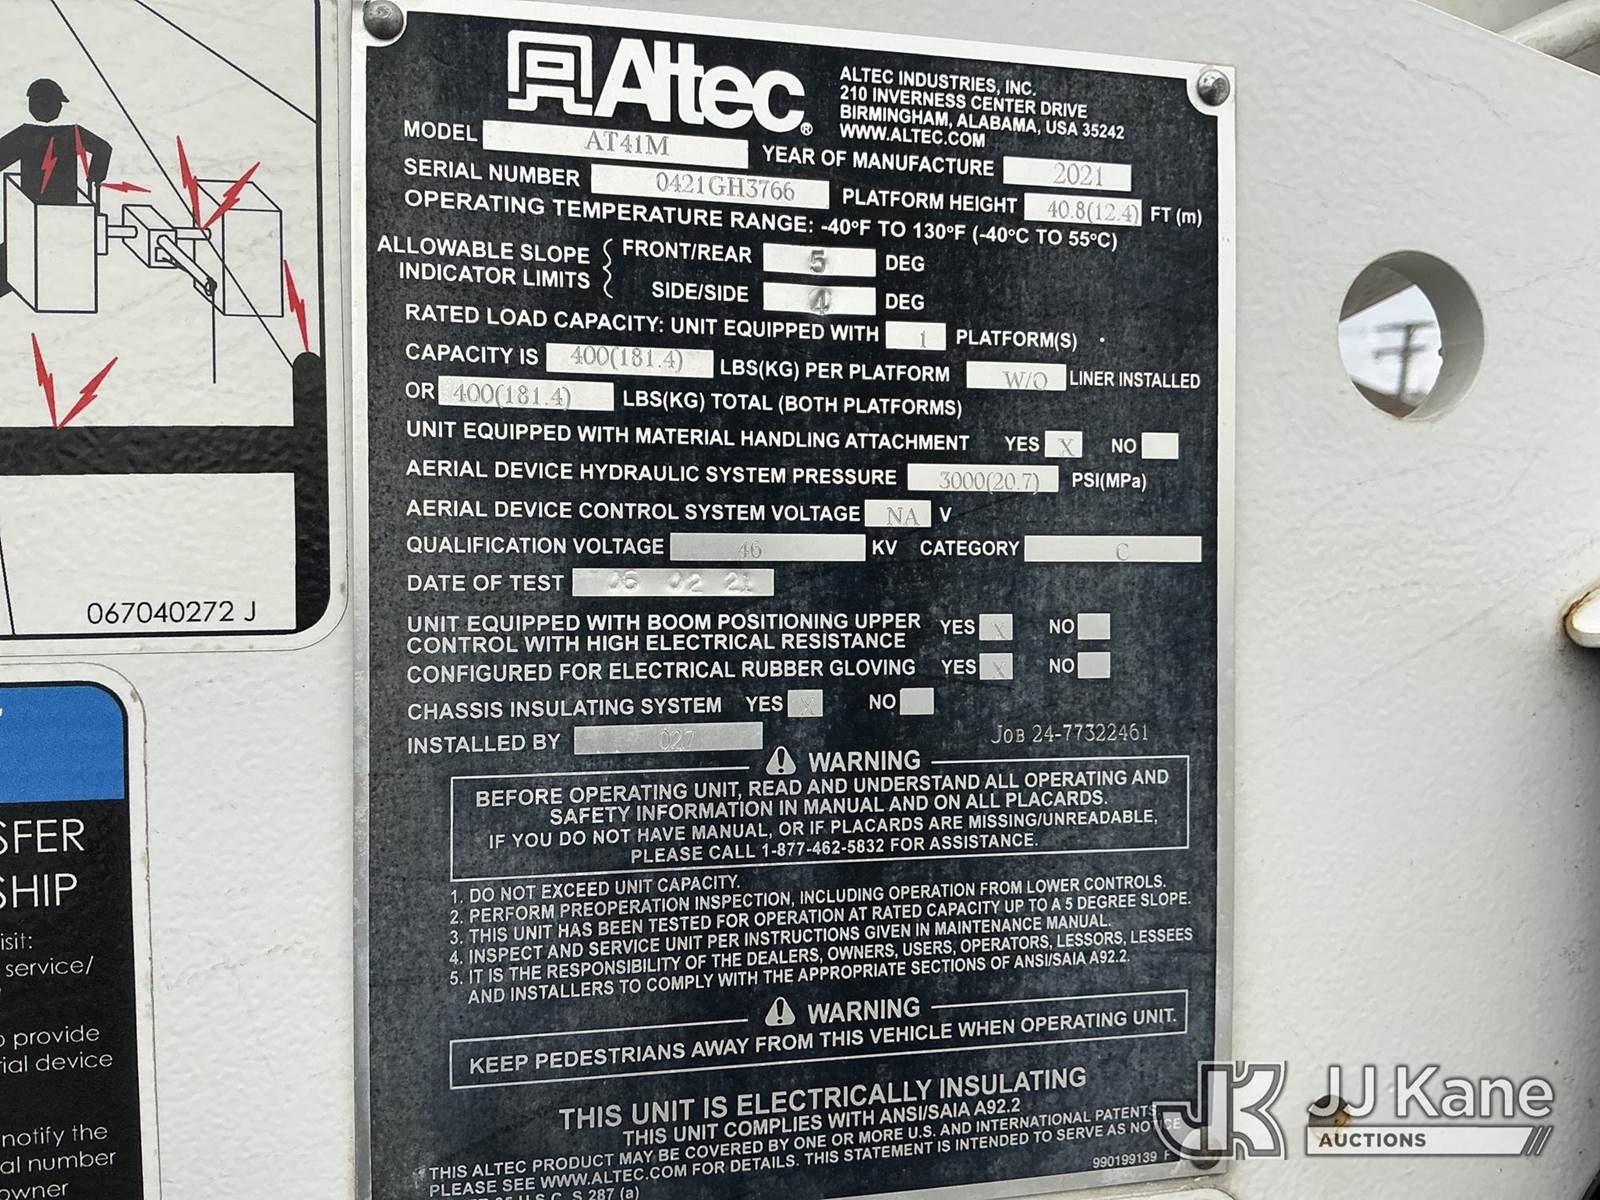 Altec®
ALTEC INDUSTRIES, INC.
210 INVERNESS CENTER DRIVE
BIRMINGHAM, ALABAMA, USA 35242
WWW.ALTEC.COM
MODEL AT41M YEAR OF MANUFACTURE 2021
SERIAL NUMBER 0421GH3766 PLATFORM HEIGHT 40.8(12.4) FT (m)
OPERATING TEMPERATURE RANGE: -40°F TO 130°F (-40°C TO 55°C)
ALLOWABLE SLOPE INDICATOR LIMITS
FRONT/REAR 5 DEG
SIDE/SIDE 4 DEG
RATED LOAD CAPACITY: UNIT EQUIPPED WITH 1 PLATFORM(S)
CAPACITY IS 400(181.4) LBS(KG) PER PLATFORM W/O LINER INSTALLED
OR 400(181.4) LBS(KG) TOTAL (BOTH PLATFORMS)
UNIT EQUIPPED WITH MATERIAL HANDLING ATTACHMENT YES X NO
AERIAL DEVICE HYDRAULIC SYSTEM PRESSURE 3000(20.7) PSI(MPa)
AERIAL DEVICE CONTROL SYSTEM VOLTAGE NA V
QUALIFICATION VOLTAGE 46 KV CATEGORY C
DATE OF TEST 06 02 21
UNIT EQUIPPED WITH BOOM POSITIONING UPPER
CONTROL WITH HIGH ELECTRICAL RESISTANCE YES X NO
CONFIGURED FOR ELECTRICAL RUBBER GLOVING YES X NO
CHASSIS INSULATING SYSTEM YES X NO
INSTALLED BY 027 JOB 24-77322461
WARNING
BEFORE OPERATING UNIT, READ AND UNDERSTAND ALL OPERATING AND
SAFETY INFORMATION IN MANUAL AND ON ALL PLACARDS.
IF YOU DO NOT HAVE MANUAL, OR IF PLACARDS ARE MISSING/UNREADABLE,
PLEASE CALL 1-877-462-5832 FOR ASSISTANCE.
1. DO NOT EXCEED UNIT CAPACITY.
2. PERFORM PREOPERATION INSPECTION, INCLUDING OPERATION FROM LOWER CONTROLS.
3. THIS UNIT HAS BEEN TESTED FOR OPERATION AT RATED CAPACITY UP TO A 5 DEGREE SLOPE.
4. INSPECT AND SERVICE UNIT PER INSTRUCTIONS GIVEN IN MAINTENANCE MANUAL.
5. IT IS THE RESPONSIBILITY OF THE DEALERS, OWNERS, USERS, OPERATORS, LESSORS, LESSEES
AND INSTALLERS TO COMPLY WITH THE APPROPRIATE SECTIONS OF ANSI/SAIA A92.2.
WARNING
KEEP PEDESTRIANS AWAY FROM THIS VEHICLE WHEN OPERATING UNIT.
THIS UNIT IS ELECTRICALLY INSULATING
THIS UNIT COMPLIES WITH ANSI/SAIA A92.2
THIS ALTEC PRODUCT MAY BE COVERED BY ONE OR MORE U.S. AND INTERNATIONAL PATENTS
PLEASE SEE WWW.ALTEC.COM FOR DETAILS. THIS STATEMENT IS INTENDED TO SERVE AS NOTICE
U.S.C. S 287 (a)
990199139 F
067040272 J
SFER
SHIP
isit:
service/
provide
device
notify the
al number
owner
JK JJ Kane
AUCTIONS